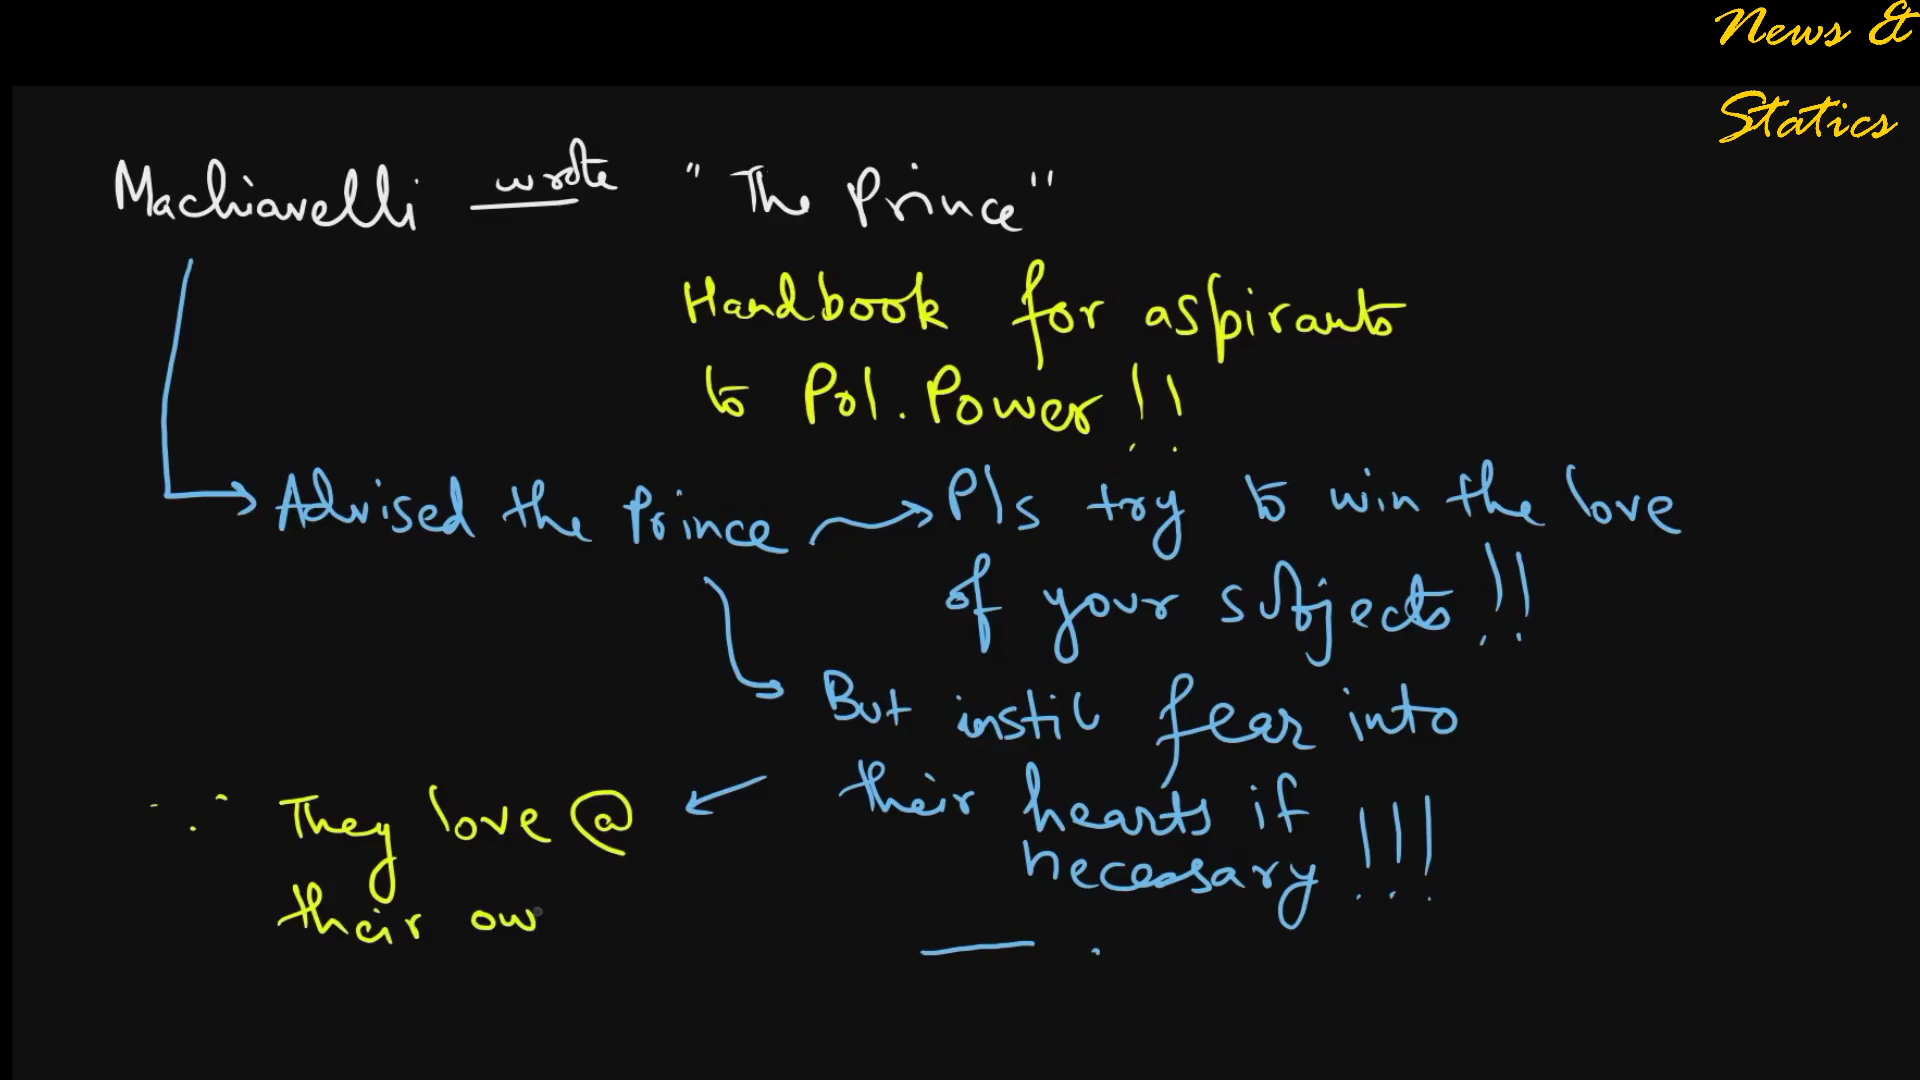 News &
Statics
Machiavelli wrote "The Prince"
Handbook for aspirants
to Pol. Power!!
Advised the Prince → Pls try to win the love
of your subjects!!
But instil fear into
their hearts if
necessary!!!
∵ They love @
their ow